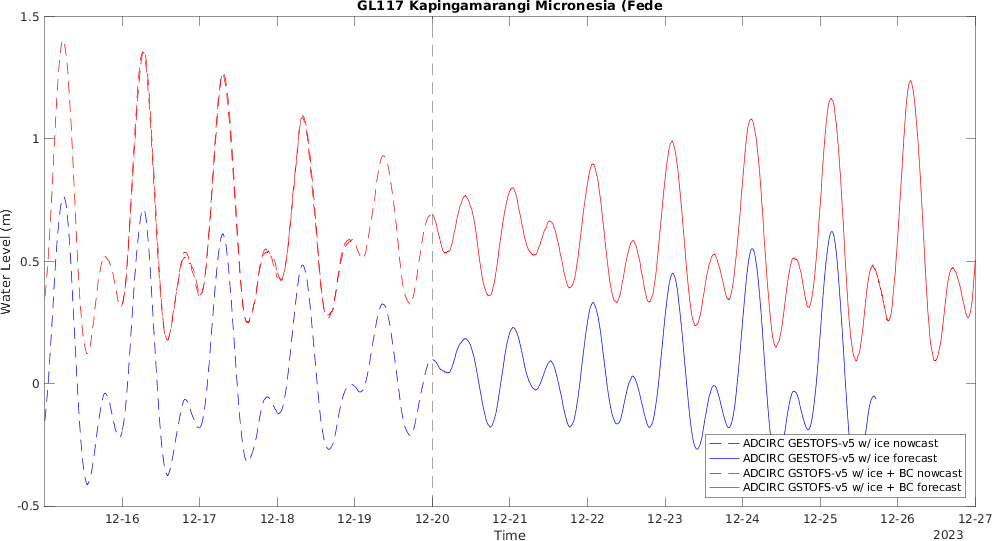 GL117 Kapingamarangi Micronesia (Fede
1.5
1
0.5
0
-0.5
Water Level (m)
ADCIRC GESTOFS-v5 w/ ice nowcast
ADCIRC GESTOFS-v5 w/ ice forecast
ADCIRC GSTOFS-v5 w/ ice + BC nowcast
ADCIRC GSTOFS-v5 w/ ice + BC forecast
12-16 12-17 12-18 12-19 12-20 12-21 12-22 12-23 12-24 12-25 12-26 12-27
Time
2023